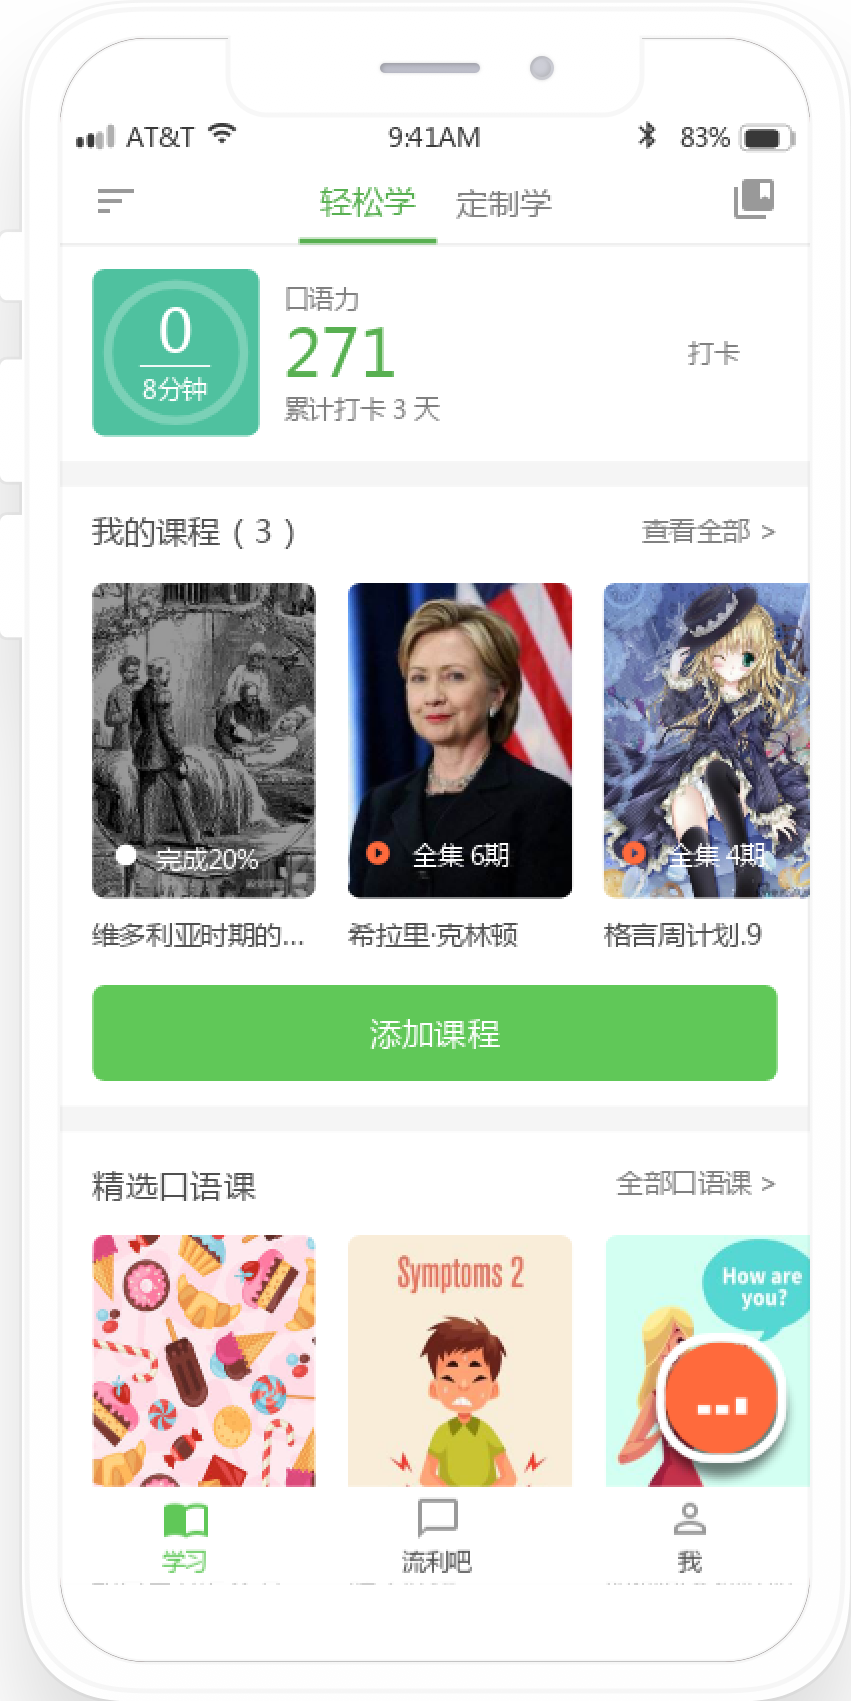 AT&T 9:41AM 83%
轻松学 定制学
0
8分钟
口语力
271
累计打卡 3 天
打卡
我的课程（3）
查看全部 >
完成20%
全集 6期
全集 4期
维多利亚时期的...
希拉里·克林顿
格言周计划.9
添加课程
精选口语课
全部口语课 >
Symptoms 2
How are
you?
学习
流利吧
我